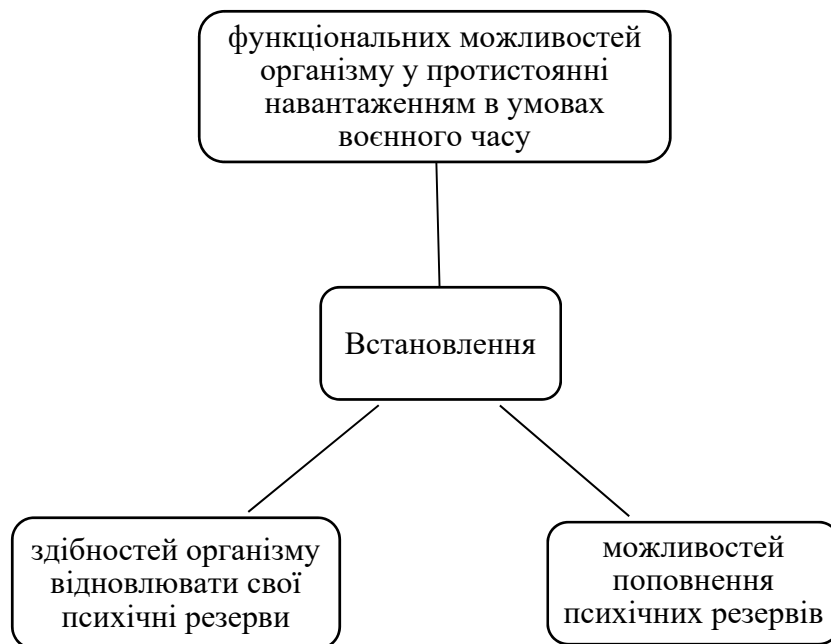 функціональних можливостей
організму у протистоянні
навантаженням в умовах
воєнного часу
Встановлення
здібностей організму
відновлювати свої
психічні резерви
можливостей
поповнення
психічних резервів